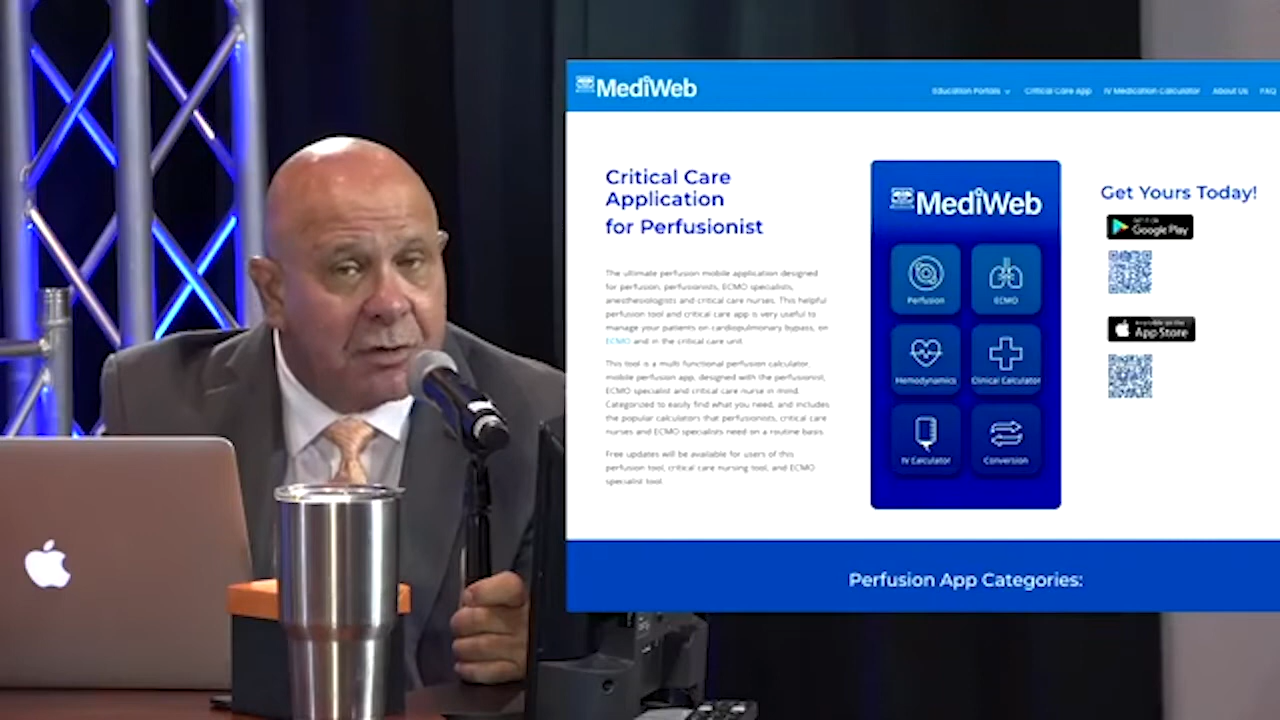 MediWeb
Education Portals
Critical Care App
IV Medication Calculator
About Us
FAQ
Critical Care
Application
for Perfusionist
The ultimate perfusion mobile application designed
for perfusion, perfusionists, ECMO specialists,
anesthesiologists and critical care nurses. This helpful
perfusion tool and critical care app is very useful to
manage your patients on cardiopulmonary bypass, on
ECMO and in the critical care unit.
This tool is a multi functional perfusion calculator,
mobile perfusion app, designed with the perfusionist,
ECMO specialist and critical care nurse in mind.
Categorized to easily find what you need, and includes
the popular calculators that perfusionists, critical care
nurses and ECMO specialists need on a routine basis.
Free updates will be available for users of this
perfusion tool, critical care nursing tool, and ECMO
specialist tool.
MediWeb
Perfusion
ECMO
Hemodynamics
Clinical Calculator
IV Calculator
Conversion
Get Yours Today!
GET IT ON
Google Play
Available on the
App Store
Perfusion App Categories: